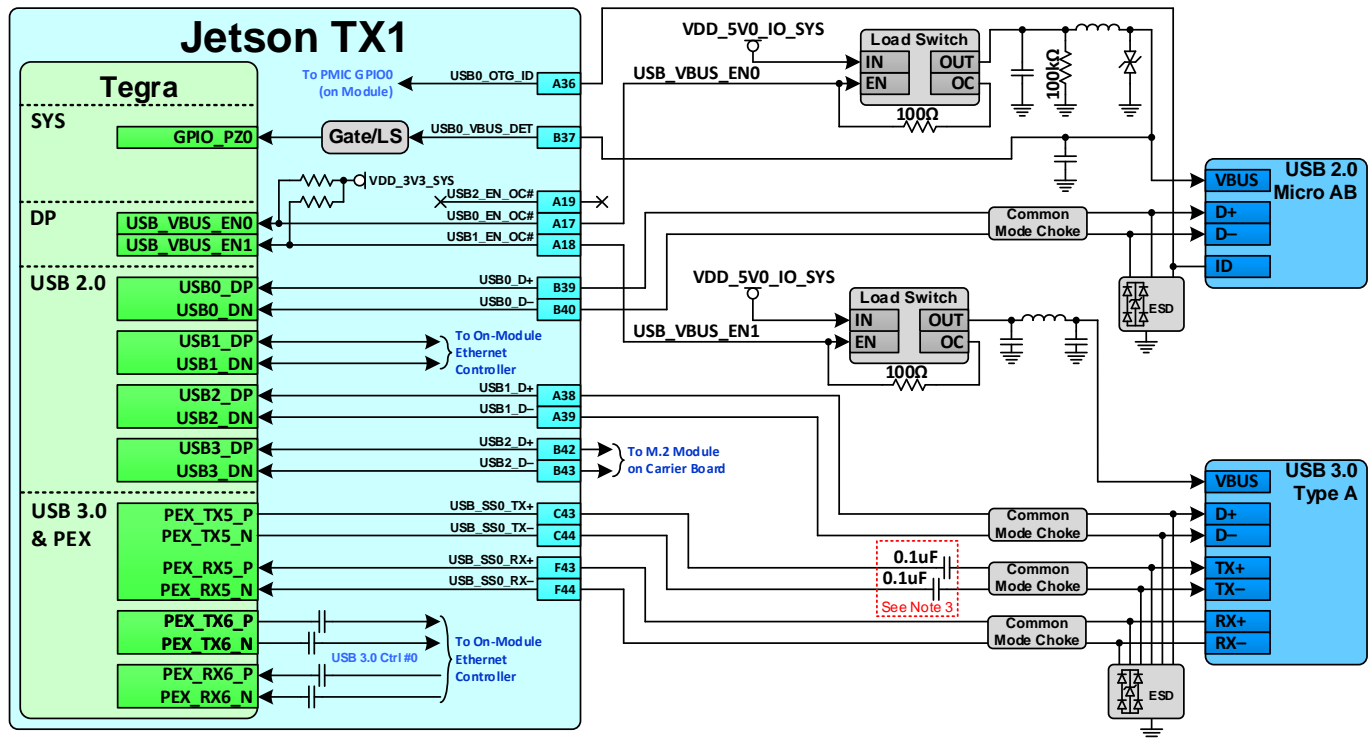 Jetson TX1
Tegra
SYS
GPIO_PZ0
DP
USB_VBUS_EN0
USB_VBUS_EN1
USB 2.0
USB0_DP
USB0_DN
USB1_DP
USB1_DN
USB2_DP
USB2_DN
USB3_DP
USB3_DN
USB 3.0
& PEX
PEX_TX5_P
PEX_TX5_N
PEX_RX5_P
PEX_RX5_N
PEX_TX6_P
PEX_TX6_N
PEX_RX6_P
PEX_RX6_N
To PMIC GPIO0
(on Module)
USB0_OTG_ID
A36
Gate/LS
USB0_VBUS_DET
B37
VDD_3V3_SYS
USB2_EN_OC#
A19
USB0_EN_OC#
A17
USB1_EN_OC#
A18
USB0_D+
B39
USB0_D–
B40
To On-Module
Ethernet
Controller
USB1_D+
A38
USB1_D–
A39
USB2_D+
B42
USB2_D–
B43
To M.2 Module
on Carrier Board
USB_SS0_TX+
C43
USB_SS0_TX–
C44
USB_SS0_RX+
F43
USB_SS0_RX–
F44
USB 3.0 Ctrl #0
To On-Module
Ethernet
Controller
VDD_5V0_IO_SYS
USB_VBUS_EN0
Load Switch
IN
OUT
EN
OC
100Ω
100kΩ
Common
Mode Choke
ESD
USB 2.0
Micro AB
VBUS
D+
D–
ID
VDD_5V0_IO_SYS
USB_VBUS_EN1
Load Switch
IN
OUT
EN
OC
100Ω
Common
Mode Choke
0.1uF
0.1uF
See Note 3
Common
Mode Choke
Common
Mode Choke
ESD
USB 3.0
Type A
VBUS
D+
D–
TX+
TX–
RX+
RX–